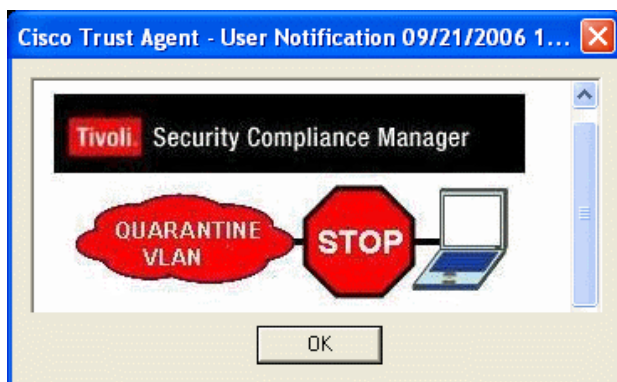 Cisco Trust Agent - User Notification 09/21/2006 1...
Tivoli. Security Compliance Manager
QUARANTINE
VLAN
STOP
OK